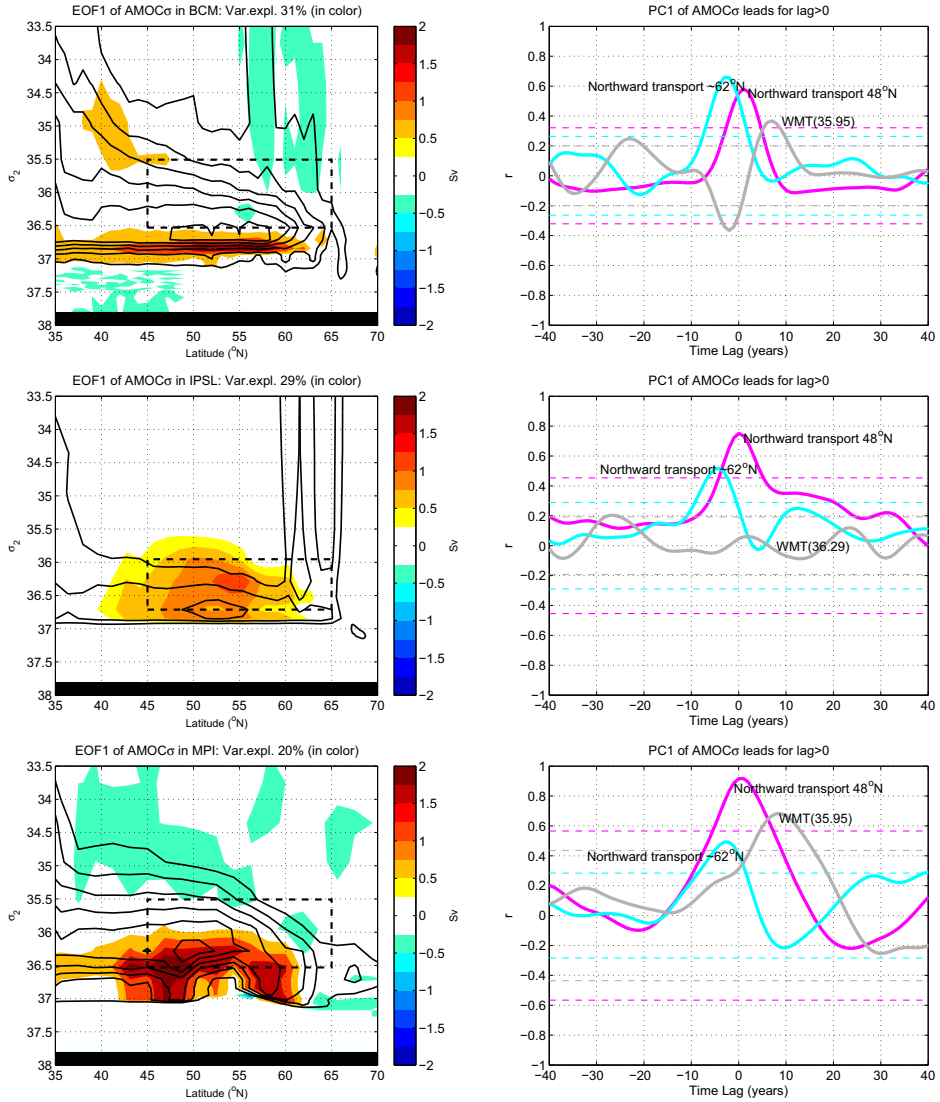 EOF1 of AMOCσ in BCM: Var.expl. 31% (in color)
33.5
34
34.5
35
35.5
36
36.5
37
37.5
38
σ2
35 40 45 50 55 60 65 70
Latitude (oN)
2
1.5
1
0.5
0
−0.5
−1
−1.5
−2
Sv
PC1 of AMOCσ leads for lag>0
1
0.8
0.6
0.4
0.2
0
−0.2
−0.4
−0.6
−0.8
−1
r
Northward transport ~62oN
Northward transport 48oN
WMT(35.95)
−40 −30 −20 −10 0 10 20 30 40
Time Lag (years)
EOF1 of AMOCσ in IPSL: Var.expl. 29% (in color)
33.5
34
34.5
35
35.5
36
36.5
37
37.5
38
σ2
35 40 45 50 55 60 65 70
Latitude (oN)
2
1.5
1
0.5
0
−0.5
−1
−1.5
−2
Sv
PC1 of AMOCσ leads for lag>0
1
0.8
0.6
0.4
0.2
0
−0.2
−0.4
−0.6
−0.8
−1
r
Northward transport 48oN
Northward transport ~62oN
WMT(36.29)
−40 −30 −20 −10 0 10 20 30 40
Time Lag (years)
EOF1 of AMOCσ in MPI: Var.expl. 20% (in color)
33.5
34
34.5
35
35.5
36
36.5
37
37.5
38
σ2
35 40 45 50 55 60 65 70
Latitude (oN)
2
1.5
1
0.5
0
−0.5
−1
−1.5
−2
Sv
PC1 of AMOCσ leads for lag>0
1
0.8
0.6
0.4
0.2
0
−0.2
−0.4
−0.6
−0.8
−1
r
Northward transport 48oN
WMT(35.95)
Northward transport ~62oN
−40 −30 −20 −10 0 10 20 30 40
Time Lag (years)